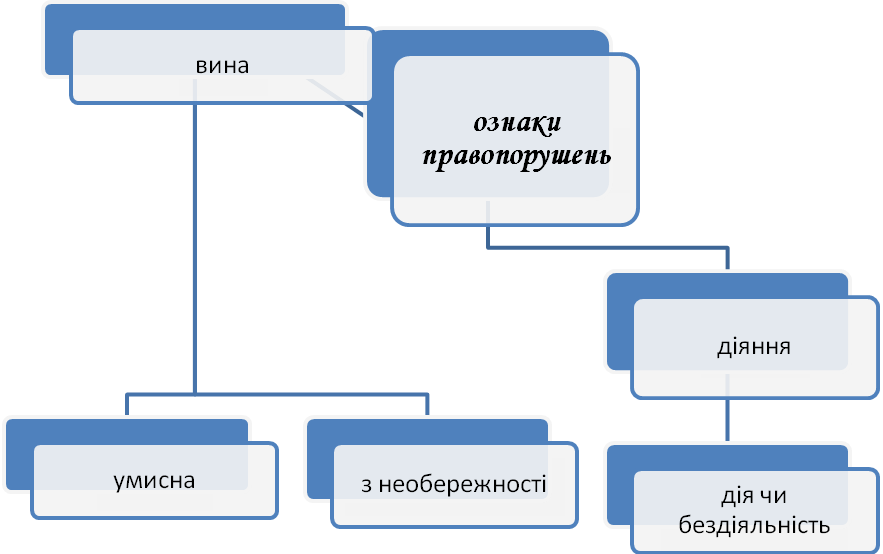 вина
ознаки
правопорушень
діяння
умисна
з необережності
дія чи
бездіяльність